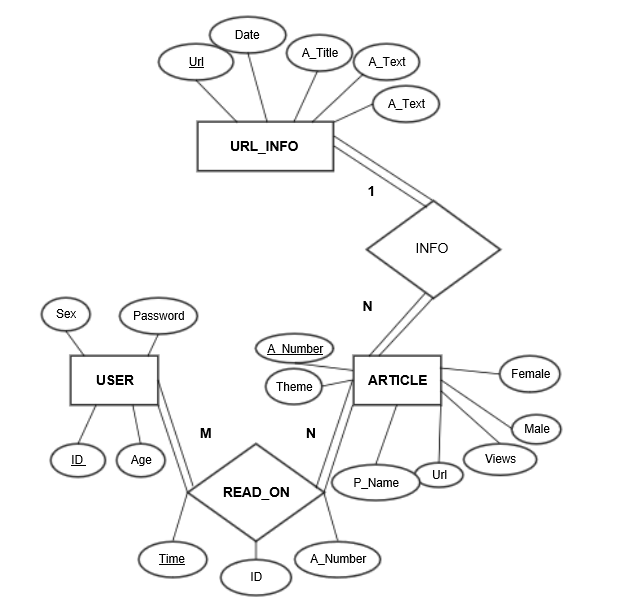 Date
Url
A_Title
A_Text
A_Text
URL_INFO
1
INFO
N
Sex
Password
A_Number
Theme
USER
ARTICLE
Female
Male
M
N
ID
Age
Views
Url
P_Name
READ_ON
Time
ID
A_Number